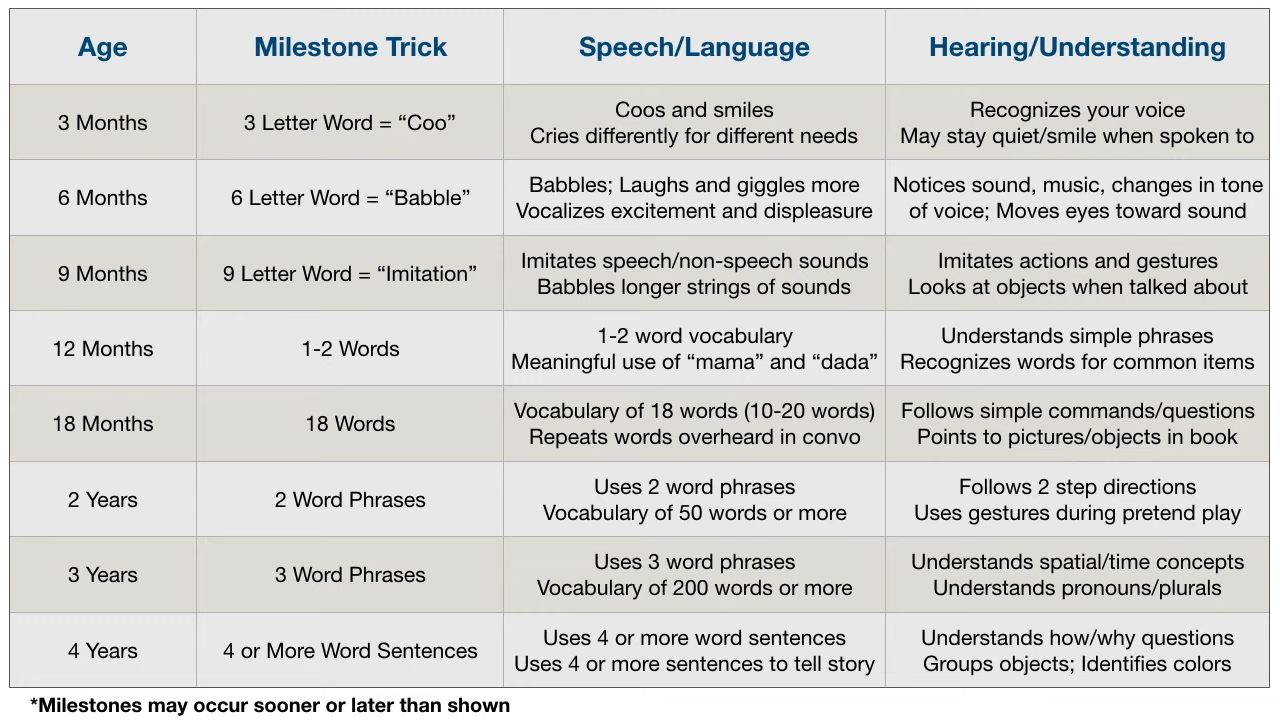 Age Milestone Trick Speech/Language Hearing/Understanding
3 Months 3 Letter Word = “Coo” Coos and smiles Recognizes your voice
Cries differently for different needs May stay quiet/smile when spoken to
6 Months 6 Letter Word = “Babble” Babbles; Laughs and giggles more Notices sound, music, changes in tone
Vocalizes excitement and displeasure of voice; Moves eyes toward sound
9 Months 9 Letter Word = “Imitation” Imitates speech/non-speech sounds Imitates actions and gestures
Babbles longer strings of sounds Looks at objects when talked about
12 Months 1-2 Words 1-2 word vocabulary Understands simple phrases
Meaningful use of “mama” and “dada” Recognizes words for common items
18 Months 18 Words Vocabulary of 18 words (10-20 words) Follows simple commands/questions
Repeats words overheard in convo Points to pictures/objects in book
2 Years 2 Word Phrases Uses 2 word phrases Follows 2 step directions
Vocabulary of 50 words or more Uses gestures during pretend play
3 Years 3 Word Phrases Uses 3 word phrases Understands spatial/time concepts
Vocabulary of 200 words or more Understands pronouns/plurals
4 Years 4 or More Word Sentences Uses 4 or more word sentences Understands how/why questions
Uses 4 or more sentences to tell story Groups objects; Identifies colors
*Milestones may occur sooner or later than shown